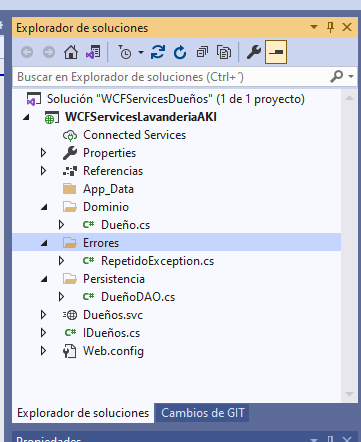 Explorador de soluciones
Buscar en Explorador de soluciones (Ctrl+´)
Solución "WCFServicesDueños" (1 de 1 proyecto)
WCFServicesLavanderiaAKI
Connected Services
Properties
Referencias
App_Data
Dominio
C# Dueño.cs
Errores
C# RepetidoException.cs
Persistencia
C# DueñoDAO.cs
Dueños.svc
C# IDueños.cs
Web.config
Explorador de soluciones Cambios de GIT
Propiedades